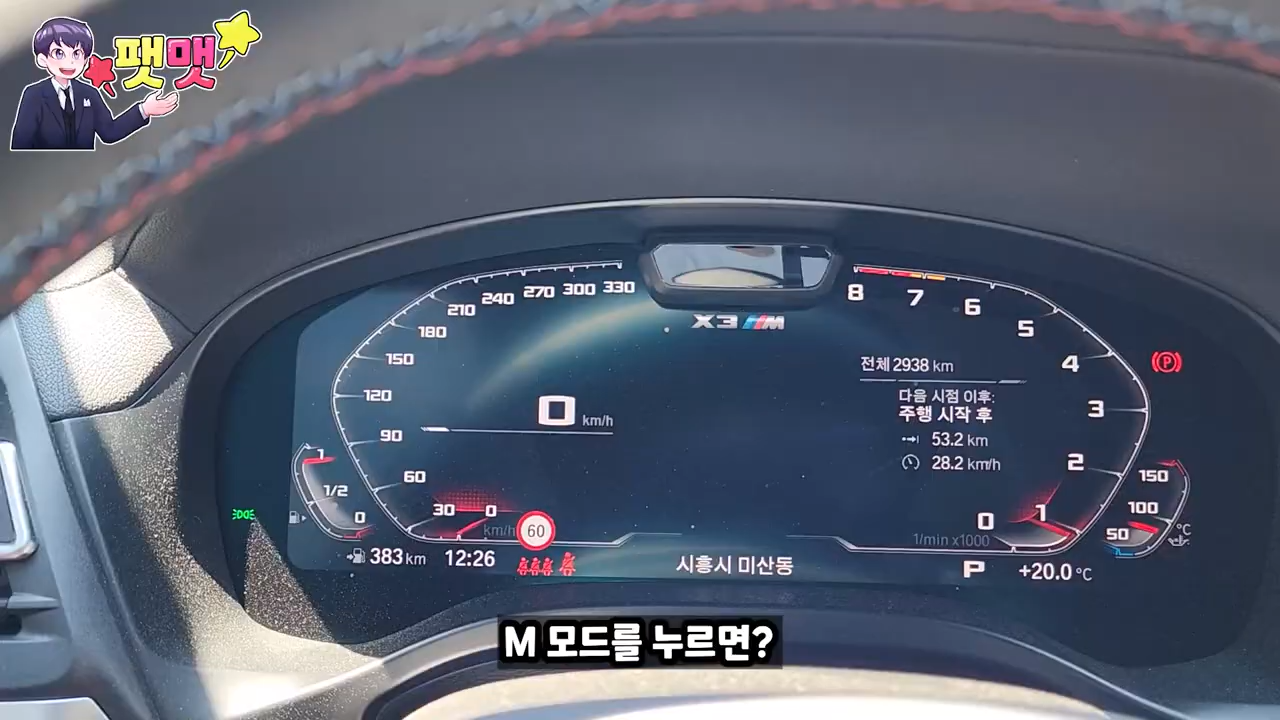 팻맷
210 240 270 300 330
180
150
120
90
60
30 0
km/h
60
0 km/h
X3 M
8 7 6
5
4
3
2
1
0
1/min x1000
전체 2938 km
다음 시점 이후:
주행 시작 후
53.2 km
28.2 km/h
P
1
1/2
0
150
100
50
°C
383 km 12:26
시흥시 미산동
P +20.0 °C
M 모드를 누르면?